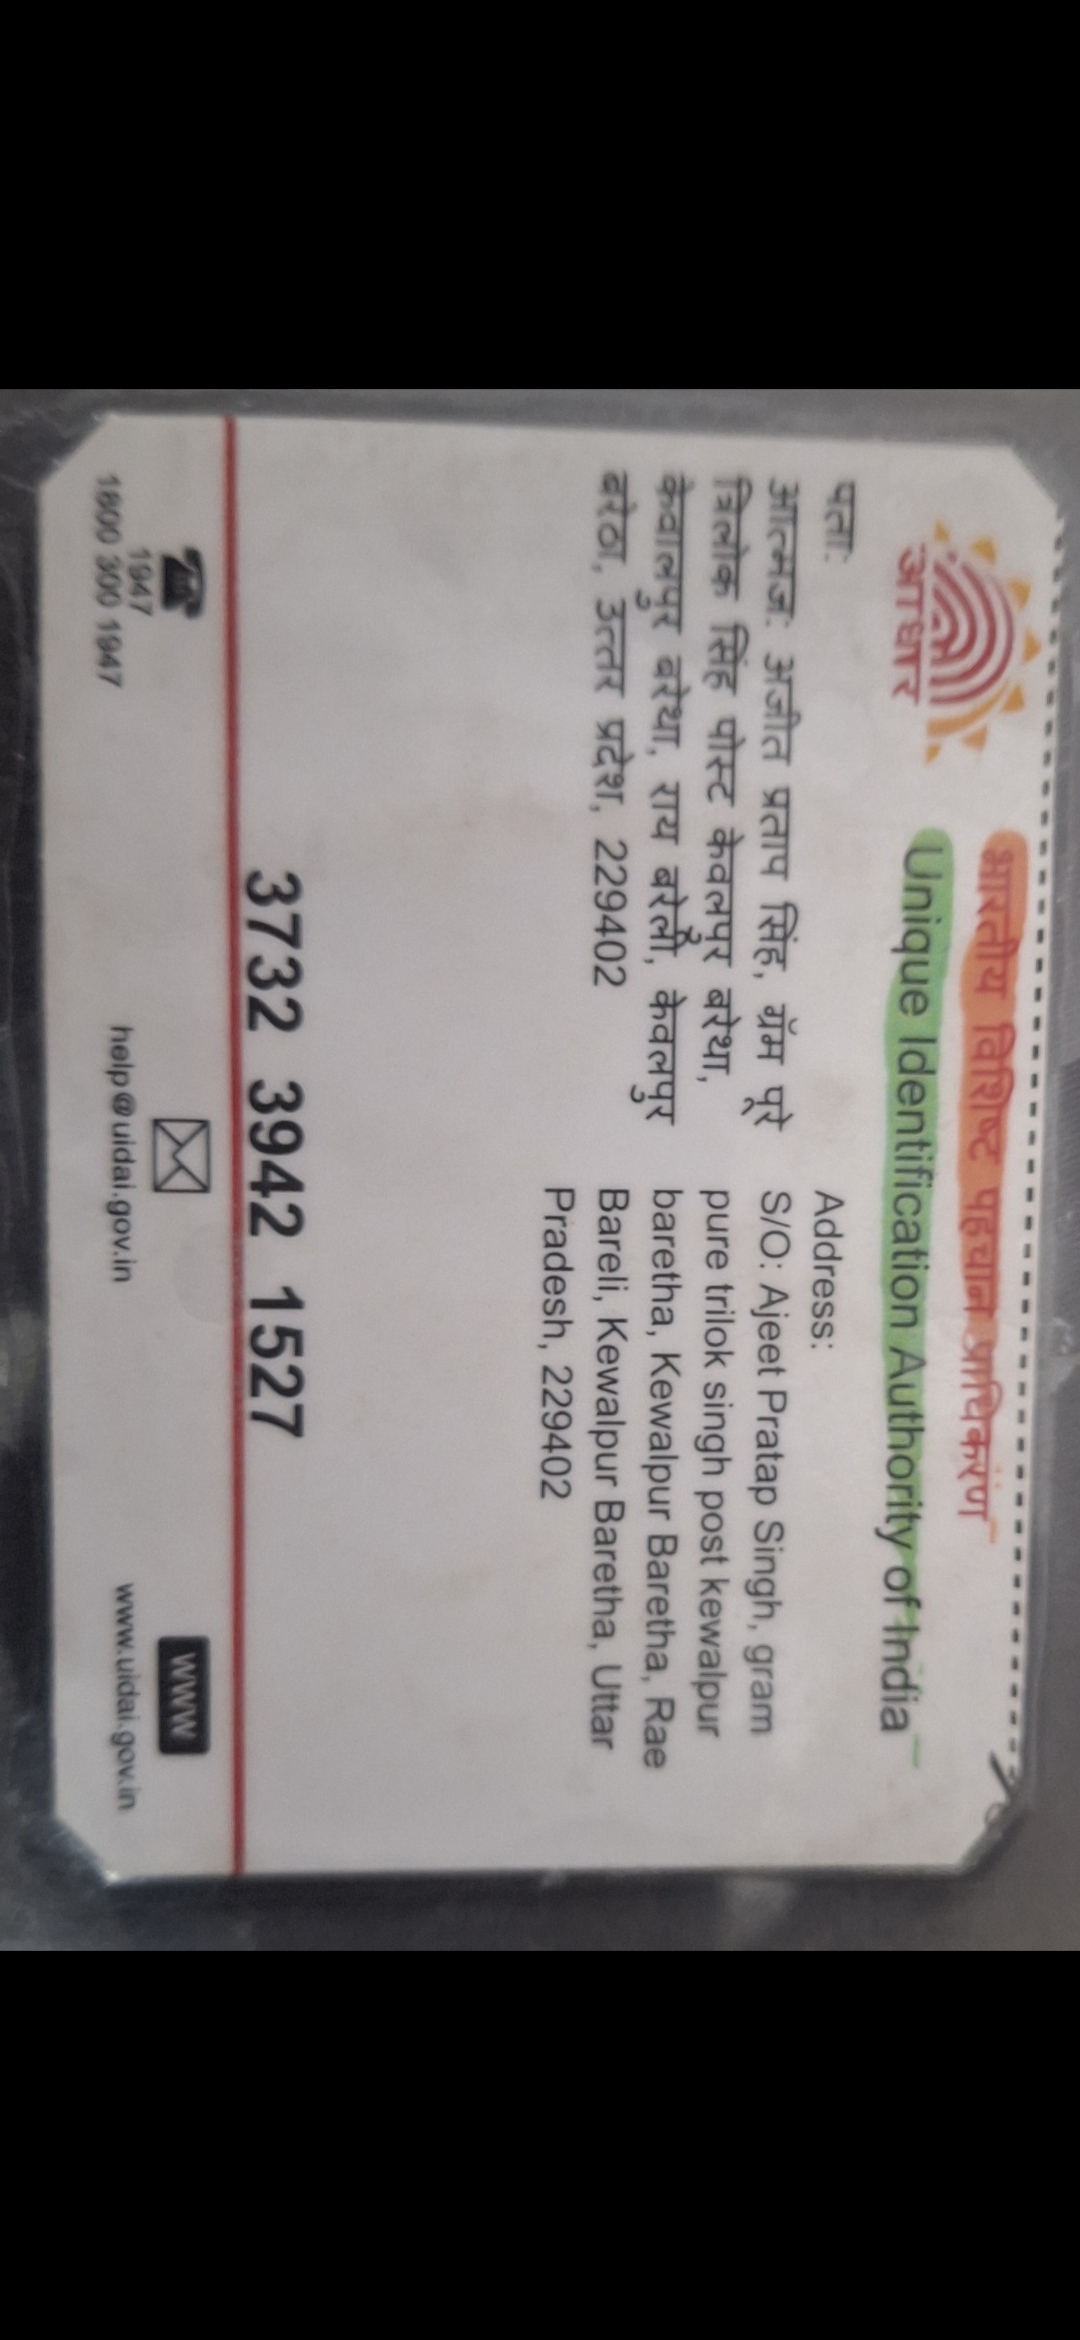 भारतीय विशिष्ट पहचान प्राधिकरण
Unique Identification Authority of India
आधार
पता:
आत्मज: अजीत प्रताप सिंह, ग्रॅम पूरे
त्रिलोक सिंह पोस्ट केवलपुर बरेथा,
केवालपुर बरेथा, राय बरेली, केवलपुर
बरेठा, उत्तर प्रदेश, 229402
Address:
S/O: Ajeet Pratap Singh, gram
pure trilok singh post kewalpur
baretha, Kewalpur Baretha, Rae
Bareli, Kewalpur Baretha, Uttar
Pradesh, 229402
3732 3942 1527
1947
1800 300 1947
help@uidai.gov.in
WWW
www.uidai.gov.in